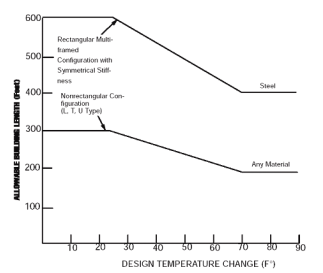 600
Rectangular Multi-
framed
Configuration with
Symmetrical Stiff-
ness
500
400
Steel
Nonrectangular Con-
figuration
(L, T, U Type)
300
200
Any Material
100
ALLOWABLE BUILDING LENGTH (Feet)
10 20 30 40 50 60 70 80 90
DESIGN TEMPERATURE CHANGE (F°)